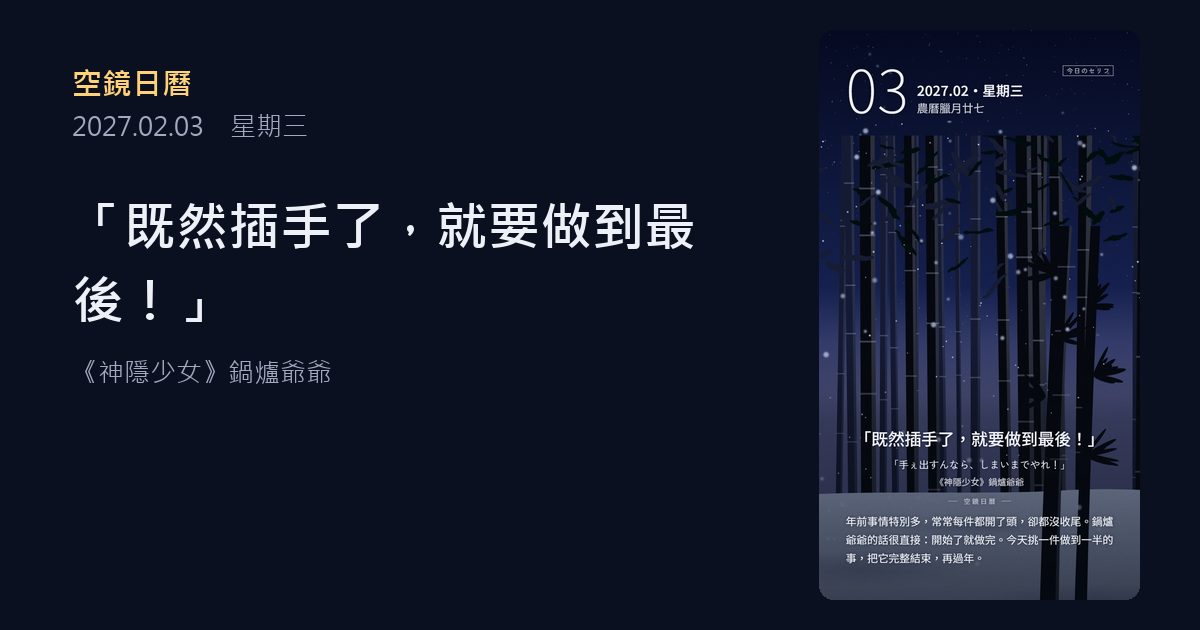 空鏡日曆
2027.02.03 星期三
「既然插手了，就要做到最
後！」
《神隱少女》鍋爐爺爺
今日のセリフ
03
2027.02・星期三
農曆臘月廿七
「既然插手了，就要做到最後！」
「手ぇ出すんなら、しまいまでやれ！」
《神隱少女》鍋爐爺爺
空鏡日曆
年前事情特別多，常常每件都開了頭，卻都沒收尾。鍋爐
爺爺的話很直接：開始了就做完。今天挑一件做到一半的
事，把它完整結束，再過年。